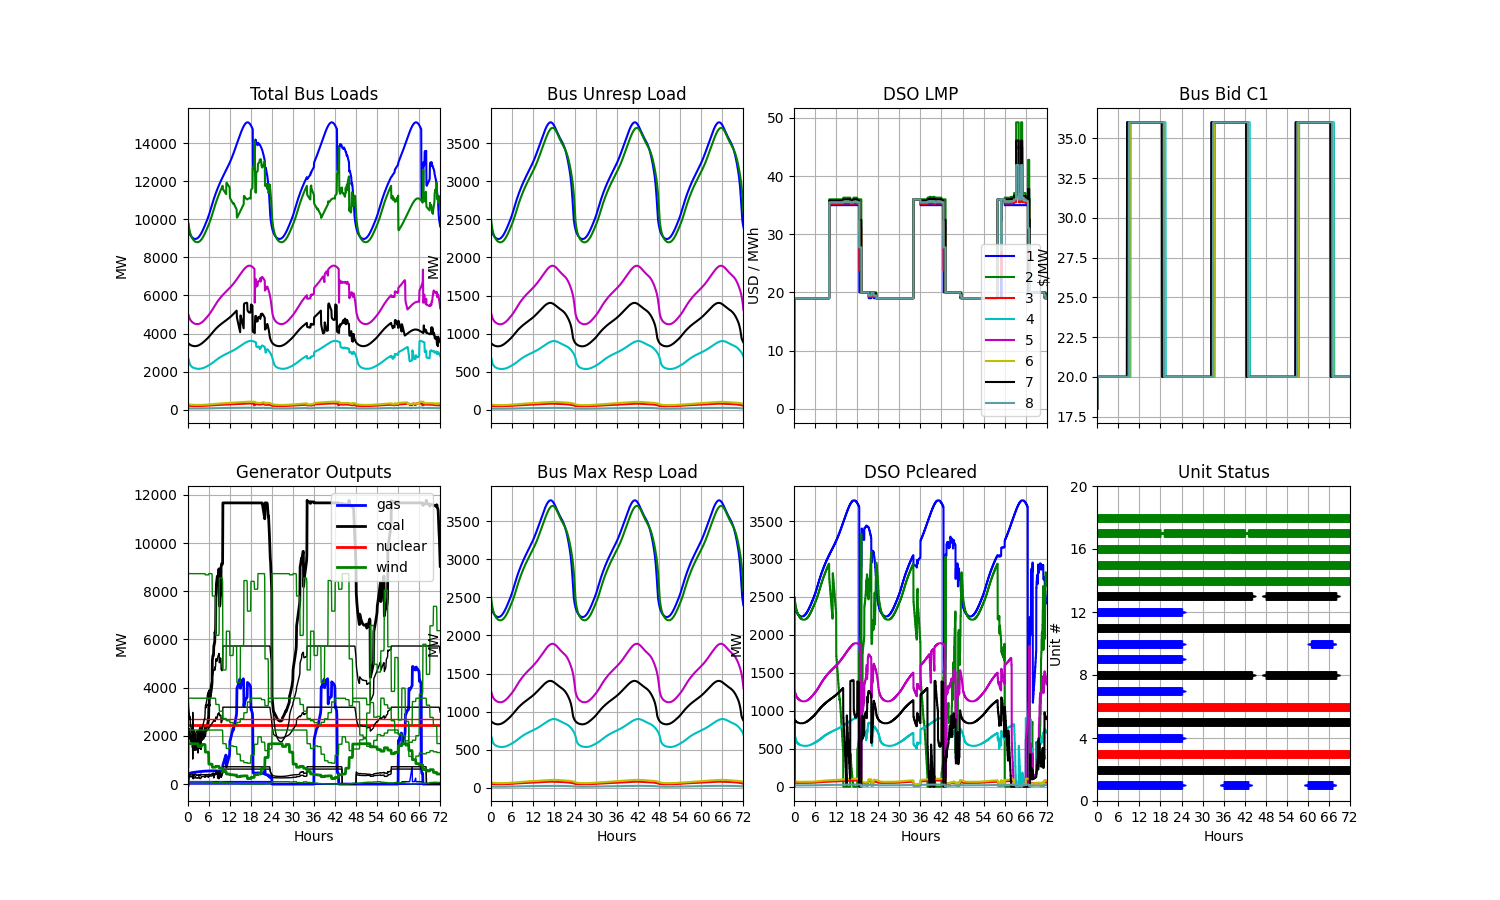 Total Bus Loads
MW
14000
12000
10000
8000
6000
4000
2000
0
Bus Unresp Load
MW
3500
3000
2500
2000
1500
1000
500
0
DSO LMP
USD / MWh
50
40
30
20
10
0
1
2
3
4
5
6
7
8
Bus Bid C1
$/MW
35.0
32.5
30.0
27.5
25.0
22.5
20.0
17.5
Generator Outputs
MW
12000
10000
8000
6000
4000
2000
0
gas
coal
nuclear
wind
0 6 12 18 24 30 36 42 48 54 60 66 72
Hours
Bus Max Resp Load
MW
3500
3000
2500
2000
1500
1000
500
0
0 6 12 18 24 30 36 42 48 54 60 66 72
Hours
DSO Pcleared
MW
3500
3000
2500
2000
1500
1000
500
0
0 6 12 18 24 30 36 42 48 54 60 66 72
Hours
Unit Status
Unit #
20
16
12
8
4
0
0 6 12 18 24 30 36 42 48 54 60 66 72
Hours